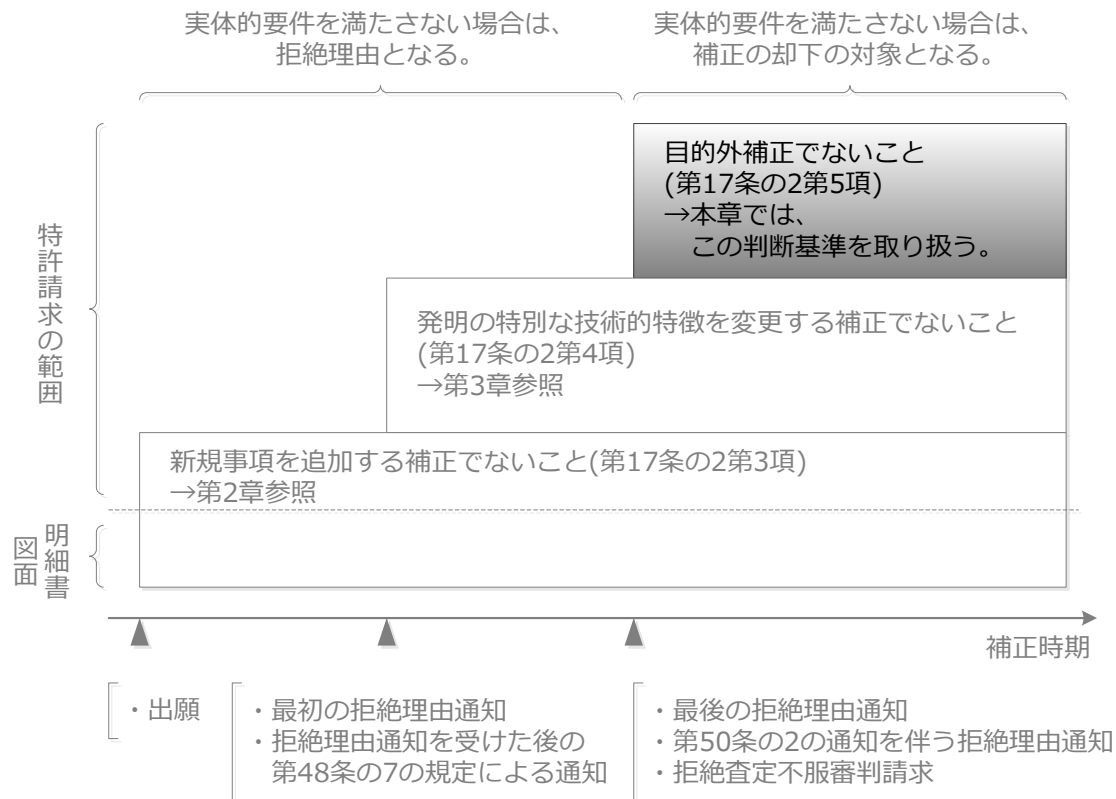 実体的要件を満たさない場合は、
拒絶理由となる。
実体的要件を満たさない場合は、
補正の却下の対象となる。
目的外補正でないこと
(第17条の2第5項)
→本章では、
この判断基準を取り扱う。
特許請求の範囲
発明の特別な技術的特徴を変更する補正でないこと
(第17条の2第4項)
→第3章参照
新規事項を追加する補正でないこと(第17条の2第3項)
→第2章参照
明細書
図面
補正時期
・出願
・最初の拒絶理由通知
・拒絶理由通知を受けた後の
第48条の7の規定による通知
・最後の拒絶理由通知
・第50条の2の通知を伴う拒絶理由通知
・拒絶査定不服審判請求